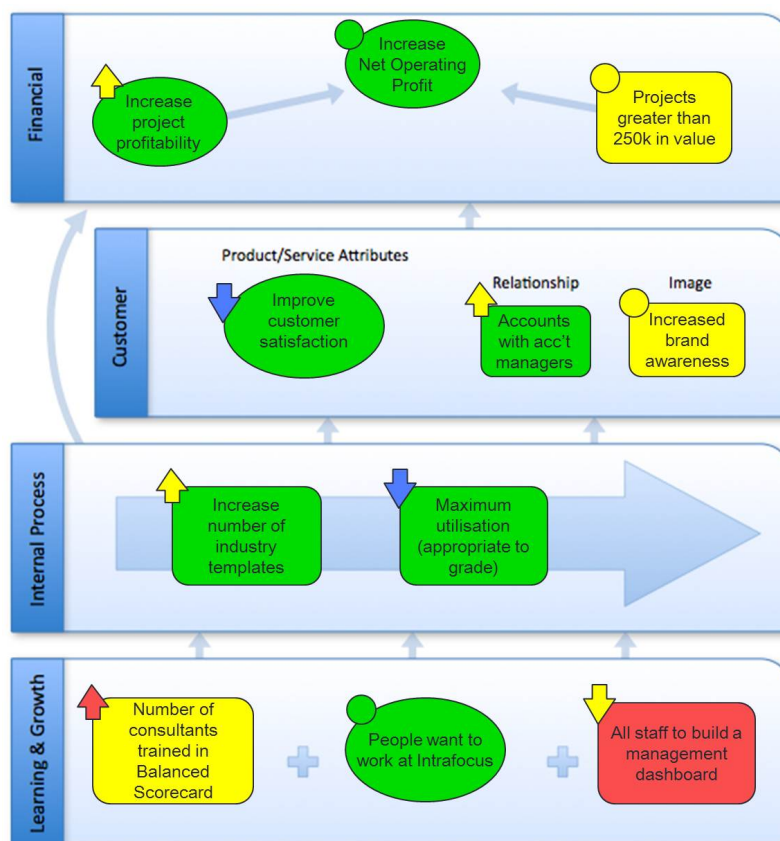 Financial
Increase
project
profitability
Increase
Net Operating
Profit
Projects
greater than
250k in value
Customer
Product/Service Attributes
Improve
customer
satisfaction
Relationship
Accounts
with acc't
managers
Image
Increased
brand
awareness
Internal Process
Increase
number of
industry
templates
Maximum
utilisation
(appropriate to
grade)
Learning & Growth
Number of
consultants
trained in
Balanced
Scorecard
People want to
work at Intrafocus
All staff to build a
management
dashboard